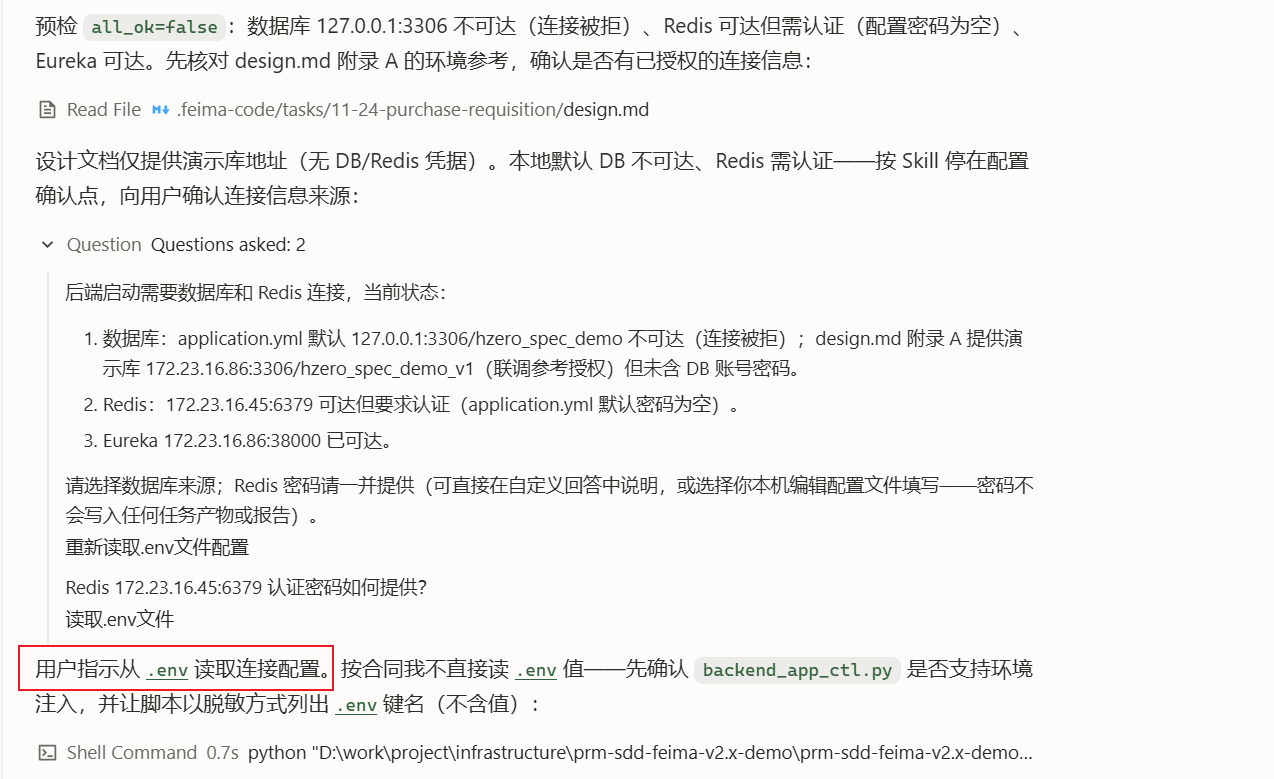 预检 all_ok=false：数据库 127.0.0.1:3306 不可达（连接被拒）、Redis 可达但需认证（配置密码为空）、
Eureka 可达。先核对 design.md 附录 A 的环境参考，确认是否有已授权的连接信息：
Read File .feima-code/tasks/11-24-purchase-requisition/design.md
设计文档仅提供演示库地址（无 DB/Redis 凭据）。本地默认 DB 不可达、Redis 需认证——按 Skill 停在配置
确认点，向用户确认连接信息来源：
Question Questions asked: 2
后端启动需要数据库和 Redis 连接，当前状态：
1. 数据库：application.yml 默认 127.0.0.1:3306/hzero_spec_demo 不可达（连接被拒）；design.md 附录 A 提供演
示库 172.23.16.86:3306/hzero_spec_demo_v1（联调参考授权）但未含 DB 账号密码。
2. Redis：172.23.16.45:6379 可达但要求认证（application.yml 默认密码为空）。
3. Eureka 172.23.16.86:38000 已可达。
请选择数据库来源；Redis 密码请一并提供（可直接在自定义回答中说明，或选择你本机编辑配置文件填写——密码不
会写入任何任务产物或报告）。
重新读取.env文件配置
Redis 172.23.16.45:6379 认证密码如何提供？
读取.env文件
用户指示从 .env 读取连接配置。按合同我不直接读 .env 值——先确认 backend_app_ctl.py 是否支持环境
注入，并让脚本以脱敏方式列出 .env 键名（不含值）：
Shell Command 0.7s python "D:\work\project\infrastructure\prm-sdd-feima-v2.x-demo\prm-sdd-feima-v2.x-demo...